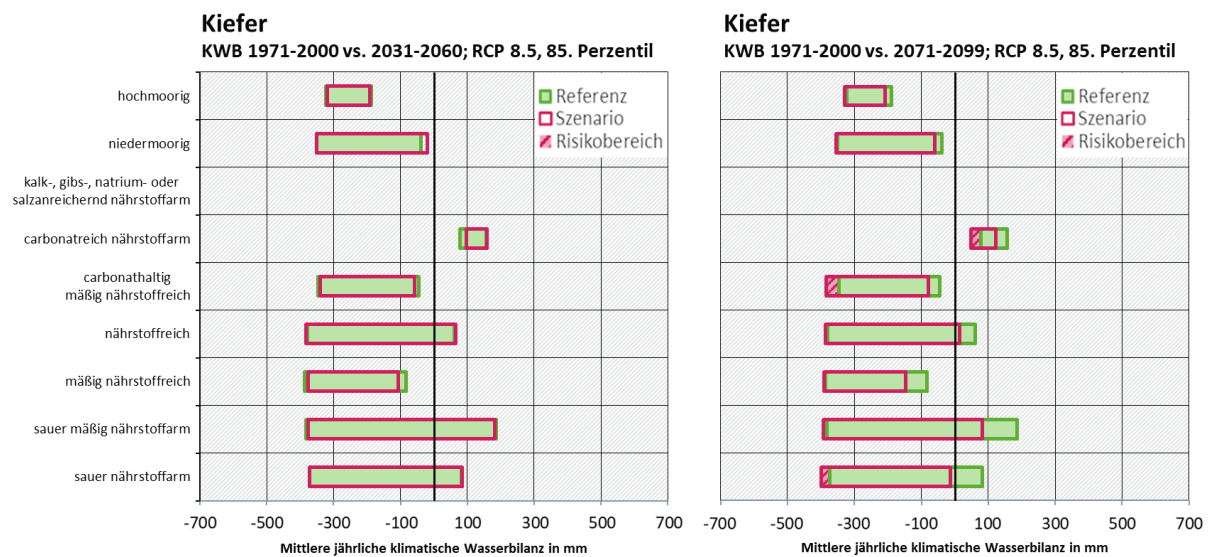 Kiefer
KWB 1971-2000 vs. 2031-2060; RCP 8.5, 85. Perzentil
hochmoorig
niedermoorig
kalk-, gibs-, natrium- oder
salzanreichernd nährstoffarm
carbonatreich nährstoffarm
carbonathaltig
mäßig nährstoffreich
nährstoffreich
mäßig nährstoffreich
sauer mäßig nährstoffarm
sauer nährstoffarm
Referenz
Szenario
Risikobereich
-700 -500 -300 -100 100 300 500 700
Mittlere jährliche klimatische Wasserbilanz in mm
Kiefer
KWB 1971-2000 vs. 2071-2099; RCP 8.5, 85. Perzentil
Referenz
Szenario
Risikobereich
-700 -500 -300 -100 100 300 500 700
Mittlere jährliche klimatische Wasserbilanz in mm